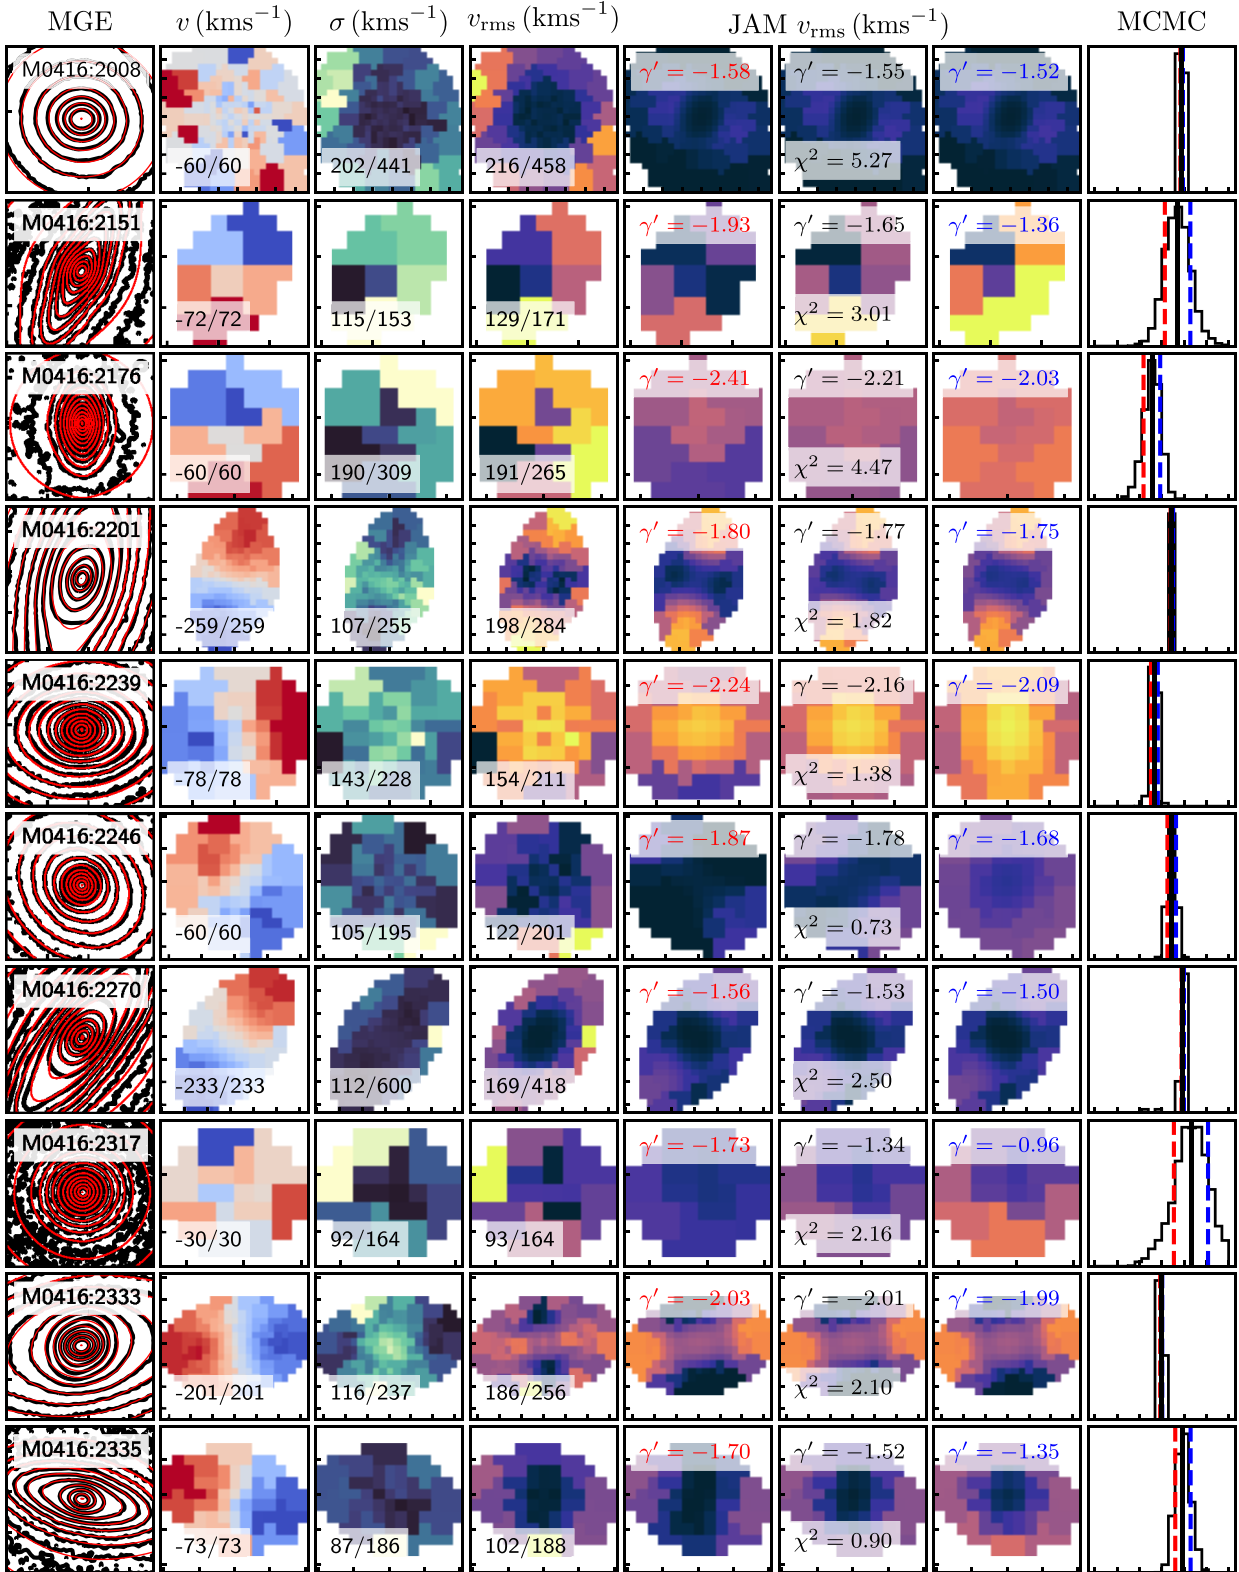 MGE v (kms⁻¹) σ (kms⁻¹) v_rms (kms⁻¹) JAM v_rms (kms⁻¹) MCMC
M0416:2008 γ′ = −1.58 γ′ = −1.55 γ′ = −1.52
-60/60 202/441 216/458 χ² = 5.27
M0416:2151 γ′ = −1.93 γ′ = −1.65 γ′ = −1.36
-72/72 115/153 129/171 χ² = 3.01
M0416:2176 γ′ = −2.41 γ′ = −2.21 γ′ = −2.03
-60/60 190/309 191/265 χ² = 4.47
M0416:2201 γ′ = −1.80 γ′ = −1.77 γ′ = −1.75
-259/259 107/255 198/284 χ² = 1.82
M0416:2239 γ′ = −2.24 γ′ = −2.16 γ′ = −2.09
-78/78 143/228 154/211 χ² = 1.38
M0416:2246 γ′ = −1.87 γ′ = −1.78 γ′ = −1.68
-60/60 105/195 122/201 χ² = 0.73
M0416:2270 γ′ = −1.56 γ′ = −1.53 γ′ = −1.50
-233/233 112/600 169/418 χ² = 2.50
M0416:2317 γ′ = −1.73 γ′ = −1.34 γ′ = −0.96
-30/30 92/164 93/164 χ² = 2.16
M0416:2333 γ′ = −2.03 γ′ = −2.01 γ′ = −1.99
-201/201 116/237 186/256 χ² = 2.10
M0416:2335 γ′ = −1.70 γ′ = −1.52 γ′ = −1.35
-73/73 87/186 102/188 χ² = 0.90